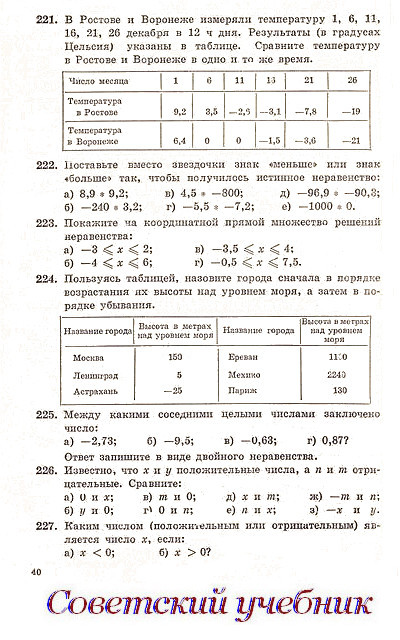 221. В Ростове и Воронеже измеряли температуру 1, 6, 11,
16, 21, 26 декабря в 12 ч дня. Результаты (в градусах
Цельсия) указаны в таблице. Сравните температуру
в Ростове и Воронеже в одно и то же время.
Число месяца 1 6 11 16 21 26
Температура
в Ростове 9,2 3,5 —2,6 —3,1 —7,8 —19
Температура
в Воронеже 6,4 0 0 —1,5 —3,6 —21
222. Поставьте вместо звездочки знак «меньше» или знак
«больше» так, чтобы получилось истинное неравенство:
а) 8,9 * 9,2; в) 4,5 * —800; д) —96,9 * —90,3;
б) —240 * 3,2; г) —5,5 * —7,2; е) —1000 * 0.
223. Покажите на координатной прямой множество решений
неравенства:
а) —3 ⩽ x ⩽ 2; в) —3,5 ⩽ x ⩽ 4;
б) —4 ⩽ x ⩽ 6; г) —0,5 ⩽ x ⩽ 7,5.
224. Пользуясь таблицей, назовите города сначала в порядке
возрастания их высоты над уровнем моря, а затем в по-
рядке убывания.
Название города Высота в метрах над уровнем моря Название города Высота в метрах над уровнем моря
Москва 150 Ереван
Ленинград 5 Мехико 2240
Астрахань —25 Париж 130
225. Между какими соседними целыми числами заключено
число:
а) —2,73; б) —9,5; в) —0,63; г) 0,87?
Ответ запишите в виде двойного неравенства.
226. Известно, что x и y положительные числа, а n и m отри-
цательные. Сравните:
а) 0 и x; в) m и 0; д) x и m; ж) —m и n;
б) y и 0; г) 0 и n; е) n и x; з) —x и y.
227. Каким числом (положительным или отрицательным) яв-
ляется число x, если:
а) x < 0; б) x > 0?
40
Советский учебник